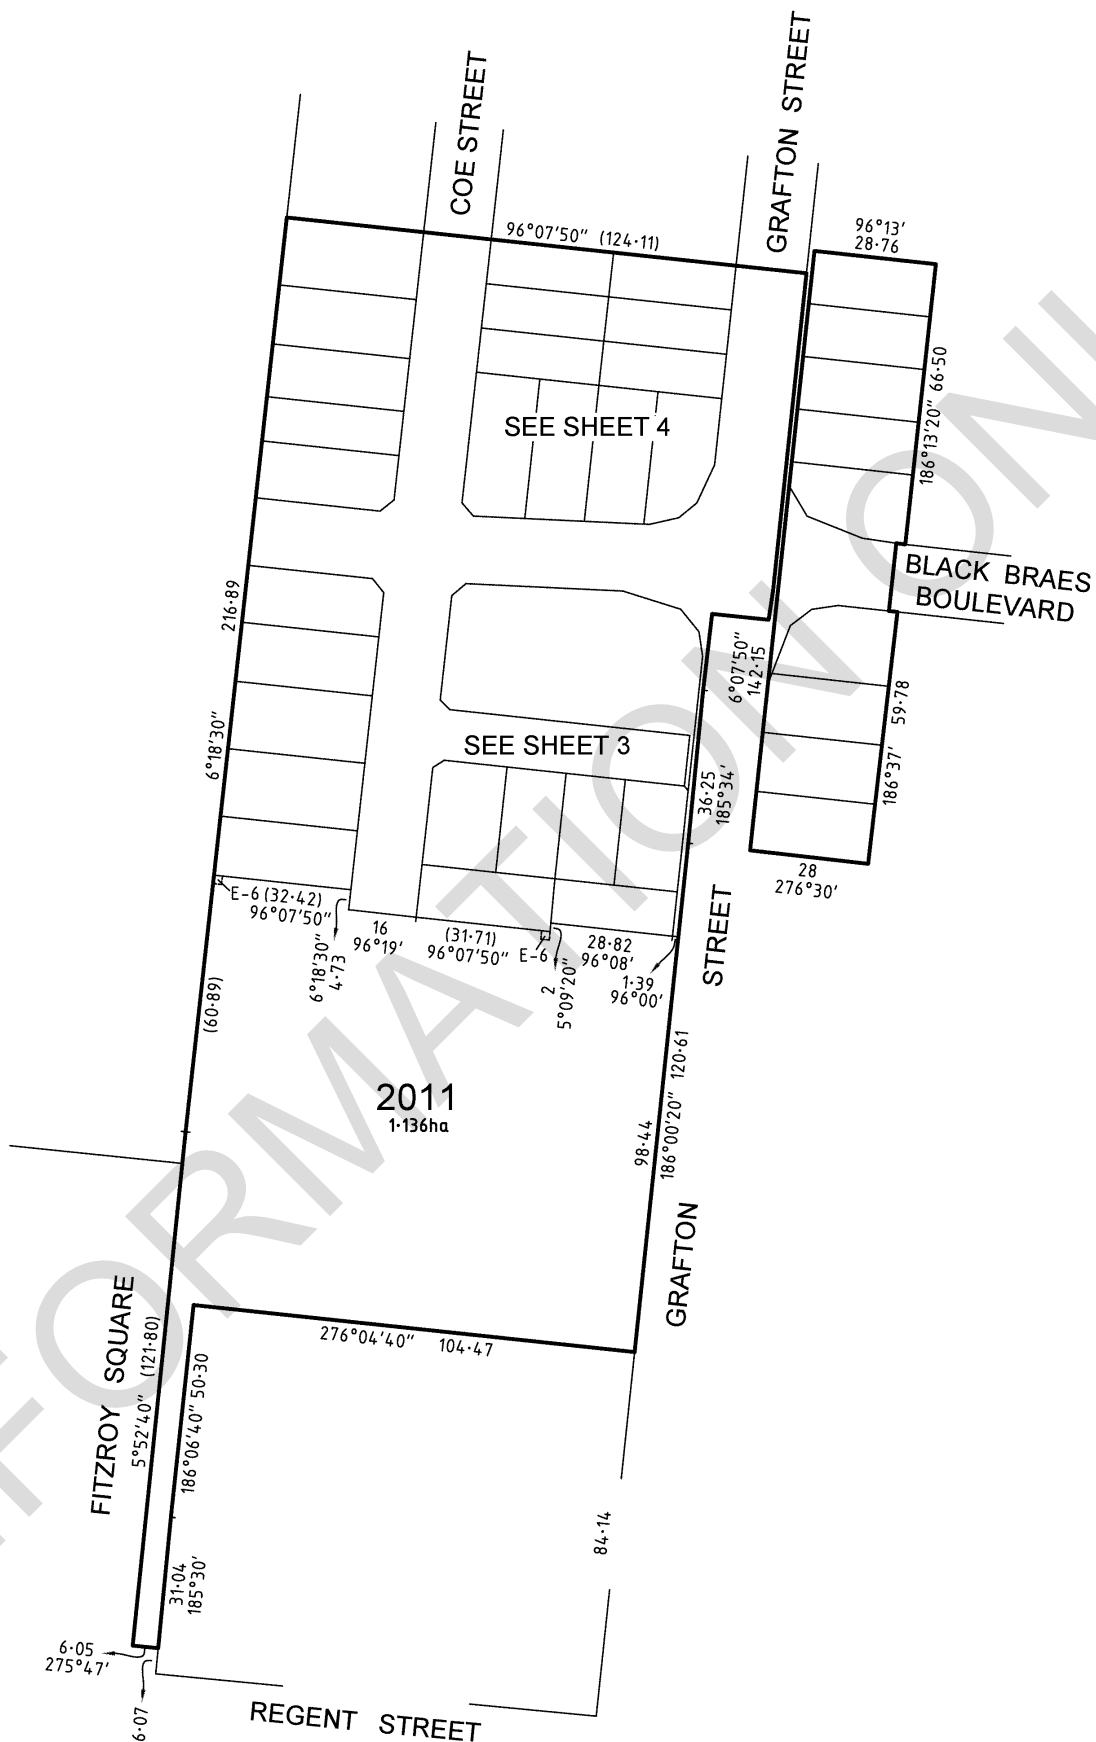 COE STREET
GRAFTON STREET
96°07'50" (124·11)
96°13'
28·76
186°13'20" 66·50
SEE SHEET 4
BLACK BRAES
BOULEVARD
216·89
6°18'30"
6°07'50"
142·15
59·78
186°37'
SEE SHEET 3
36·25
185°34'
28
276°30'
E-6 (32·42)
96°07'50"
6°18'30"
4·73
16
96°19'
(31·71)
96°07'50"
E-6
2
5°09'20"
28·82
96°08'
1·39
96°00'
STREET
(60·89)
2011
1·136ha
98·44
186°00'20" 120·61
GRAFTON
276°04'40" 104·47
FITZROY SQUARE
5°52'40" (121·80)
186°06'40" 50·30
31·04
185°30'
84·14
6·05
275°47'
6·07
REGENT STREET
FORMATION ONL